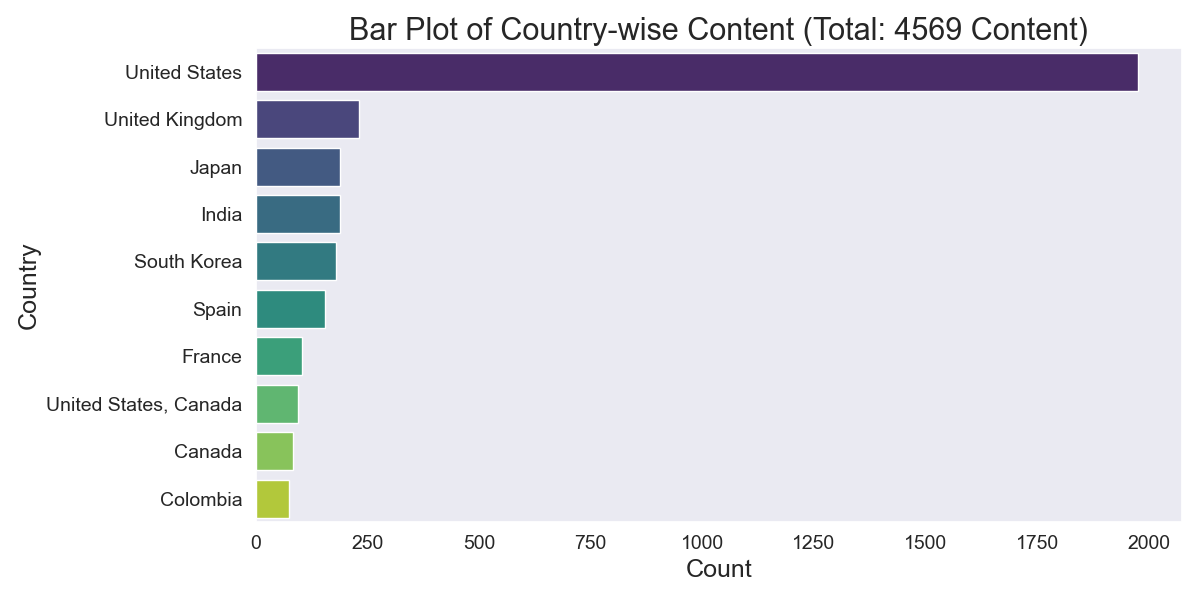 Bar Plot of Country-wise Content (Total: 4569 Content)
United States
United Kingdom
Japan
India
South Korea
Spain
France
United States, Canada
Canada
Colombia
Country
0 250 500 750 1000 1250 1500 1750 2000
Count